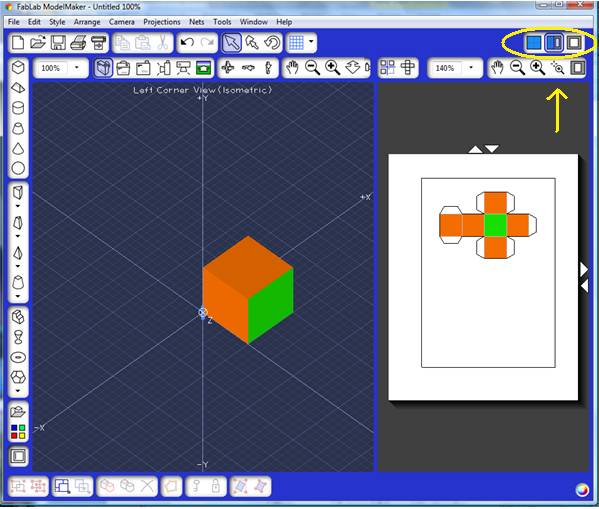 FabLab ModelMaker - Untitled 100%
File Edit Style Arrange Camera Projections Nets Tools Window Help
100% 140%
Left Corner View (Isometric)
+Y
+X
Z
-X
-Y